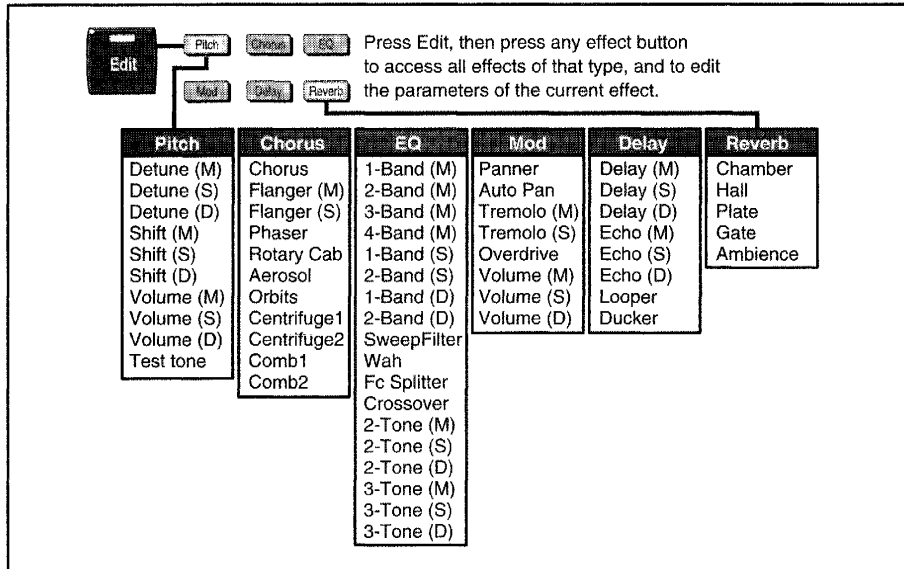 Edit
Pitch Chorus EQ
Mod Delay Reverb
Press Edit, then press any effect button
to access all effects of that type, and to edit
the parameters of the current effect.
Pitch
Detune (M)
Detune (S)
Detune (D)
Shift (M)
Shift (S)
Shift (D)
Volume (M)
Volume (S)
Volume (D)
Test tone
Chorus
Chorus
Flanger (M)
Flanger (S)
Phaser
Rotary Cab
Aerosol
Orbits
Centrifuge1
Centrifuge2
Comb1
Comb2
EQ
1-Band (M)
2-Band (M)
3-Band (M)
4-Band (M)
1-Band (S)
2-Band (S)
1-Band (D)
2-Band (D)
SweepFilter
Wah
Fc Splitter
Crossover
2-Tone (M)
2-Tone (S)
2-Tone (D)
3-Tone (M)
3-Tone (S)
3-Tone (D)
Mod
Panner
Auto Pan
Tremolo (M)
Tremolo (S)
Overdrive
Volume (M)
Volume (S)
Volume (D)
Delay
Delay (M)
Delay (S)
Delay (D)
Echo (M)
Echo (S)
Echo (D)
Looper
Ducker
Reverb
Chamber
Hall
Plate
Gate
Ambience